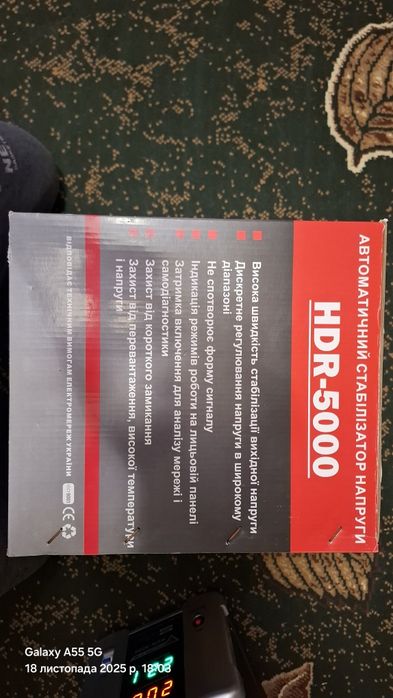 АВТОМАТИЧНИЙ СТАБІЛІЗАТОР НАПРУГИ
HDR-5000
Висока швидкість стабілізації вихідної напруги
Дискретне регулювання напруги в широкому
діапазоні
Не спотворює форму сигналу
Індикація режимів роботи на лицьовій панелі
Затримка включення для аналізу мережі і
самодіагностики
Захист від короткого замикання
Захист від перевантаження, високої температури
і напруги
ВІДПОВІДАЄ ТЕХНІЧНИМ ВИМОГАМ ЕЛЕКТРОМЕРЕЖ УКРАЇНИ
CE
Galaxy A55 5G
18 листопада 2025 р. 18:03